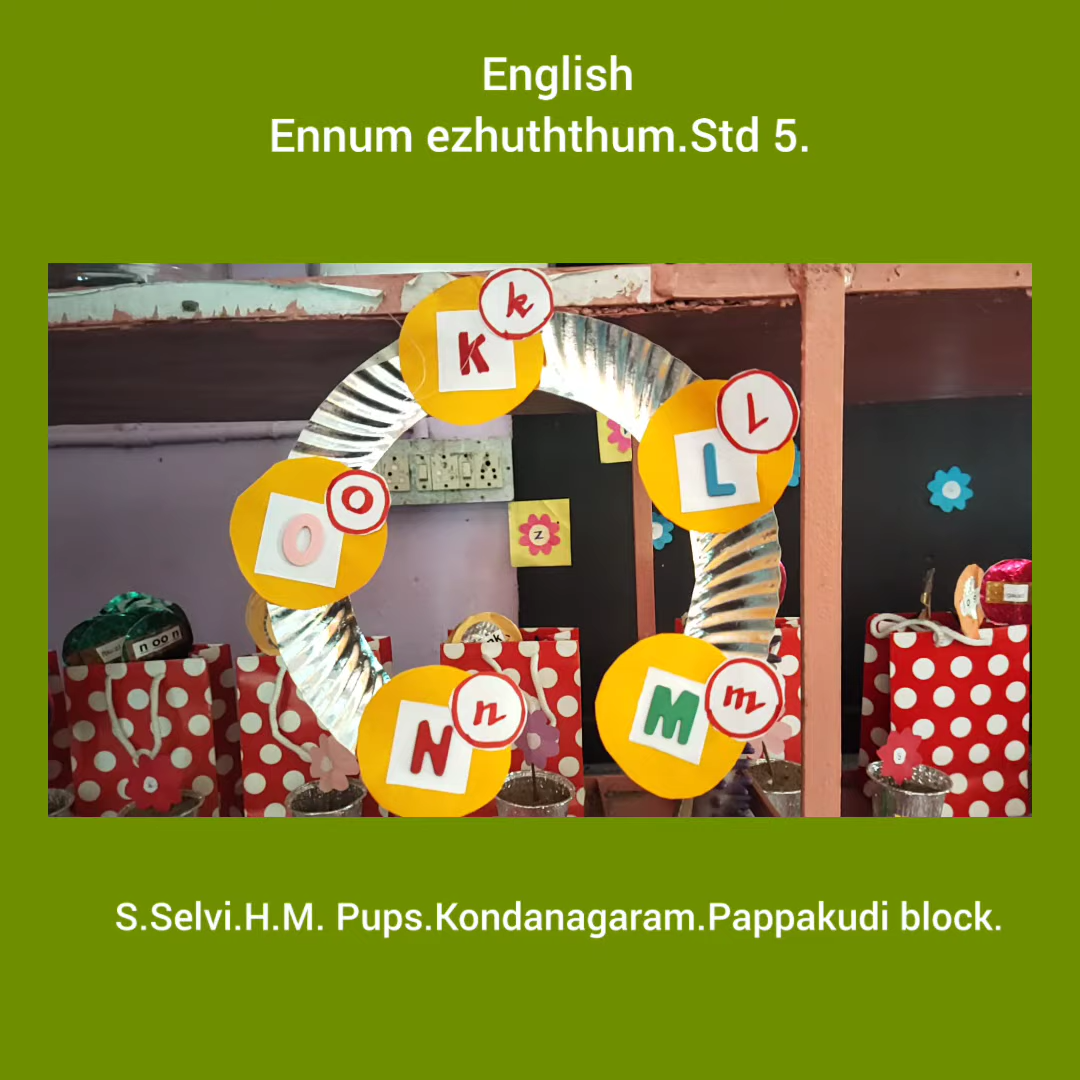 English
Ennum ezhuththum.Std 5.
K k
L l
O o
z
noon
N n
M m
S.Selvi.H.M. Pups.Kondanagaram.Pappakudi block.